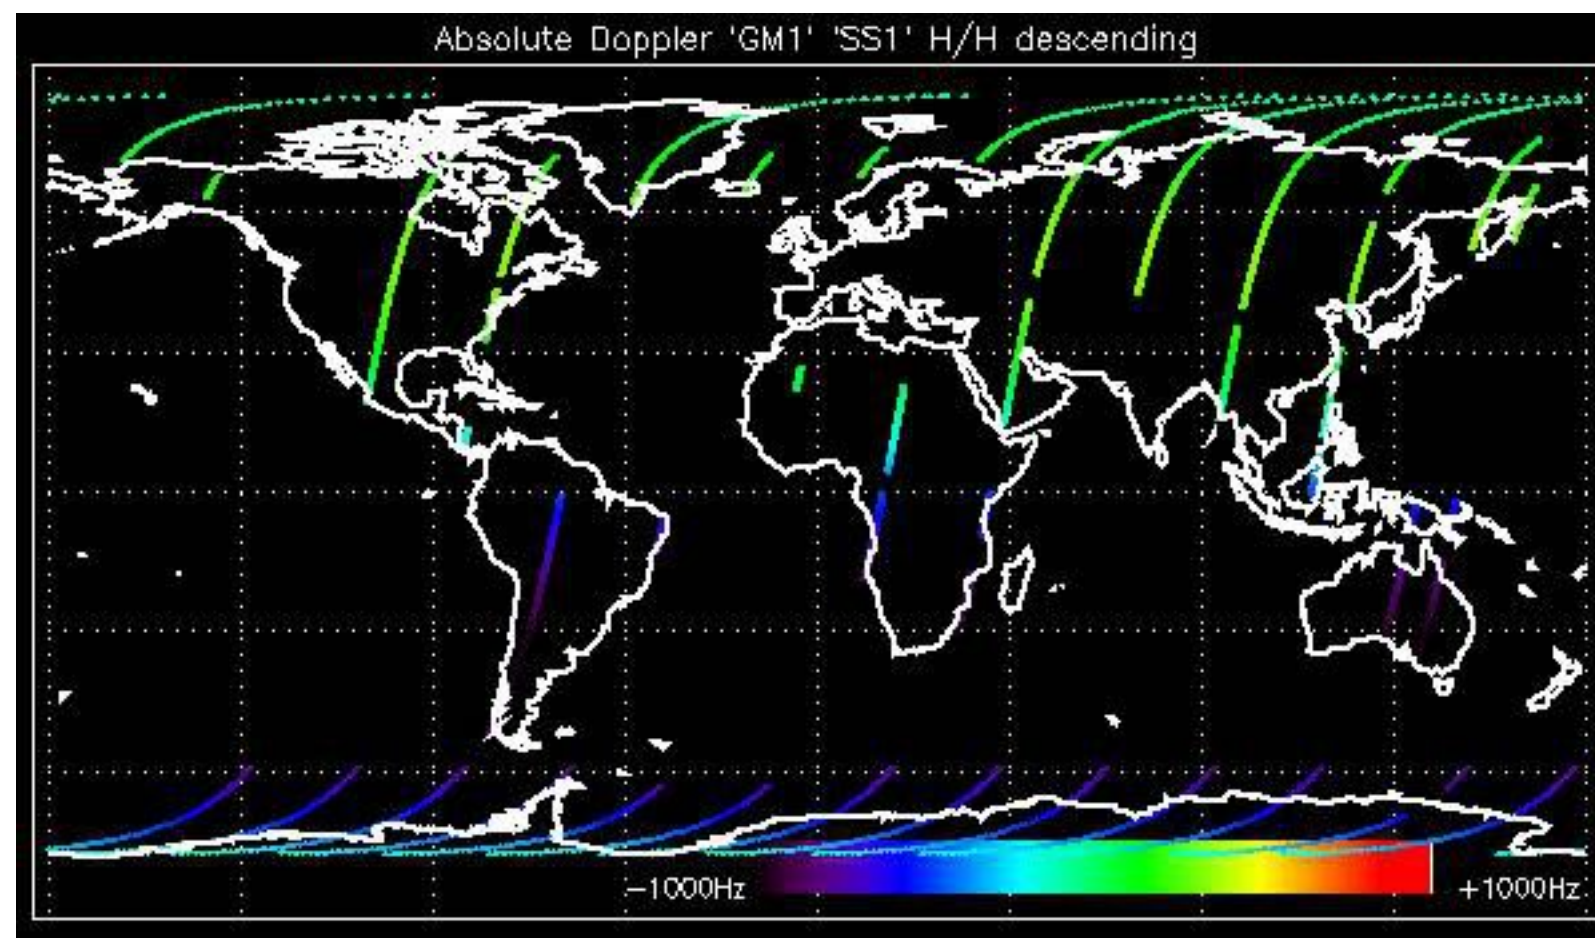 Absolute Doppler 'GM1' 'SS1' H/H descending
-1000Hz
+1000Hz